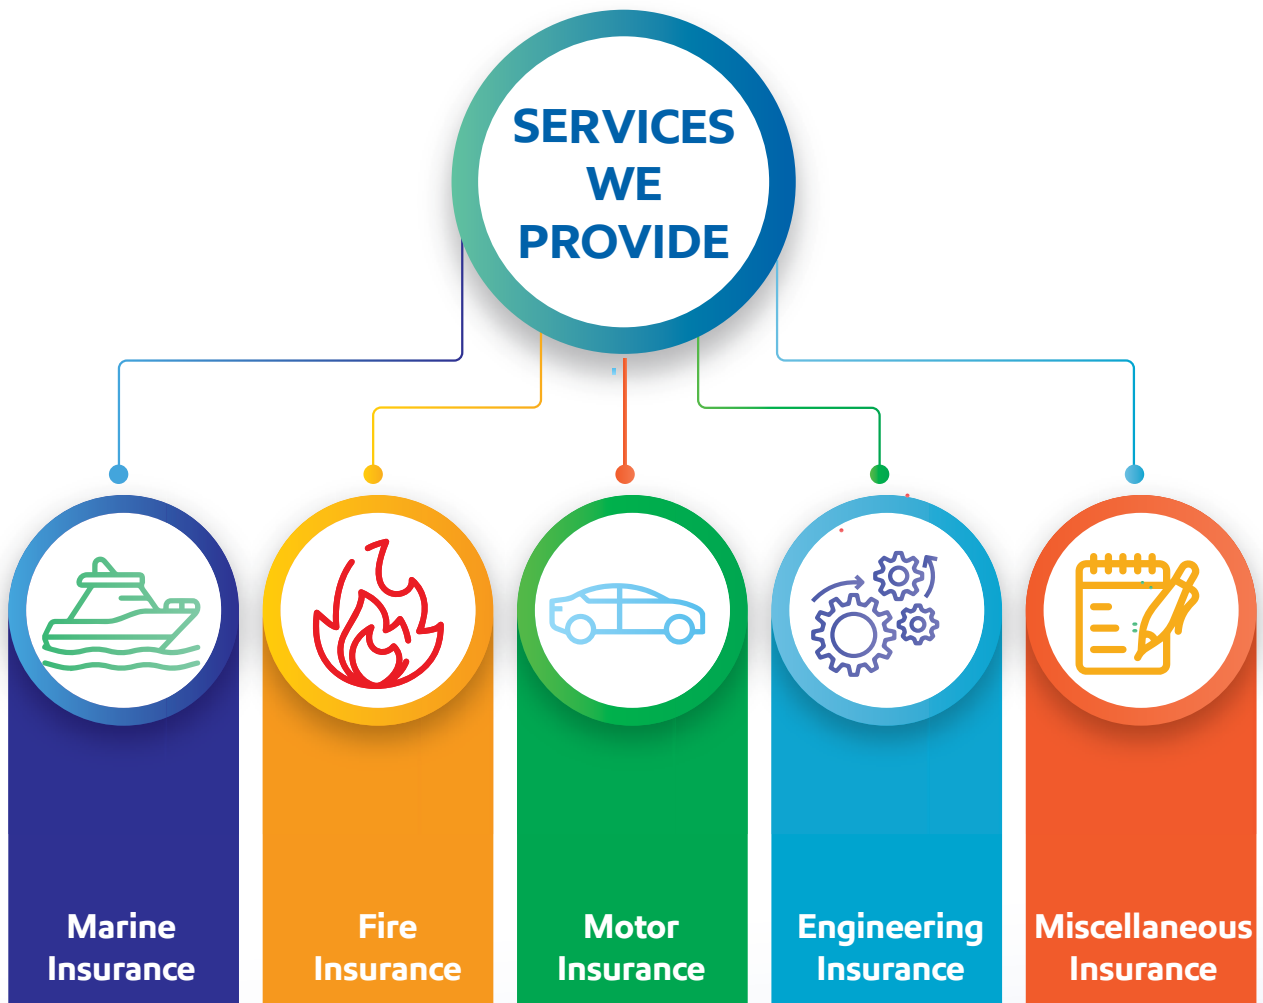 SERVICES
WE
PROVIDE
Marine
Insurance
Fire
Insurance
Motor
Insurance
Engineering
Insurance
Miscellaneous
Insurance